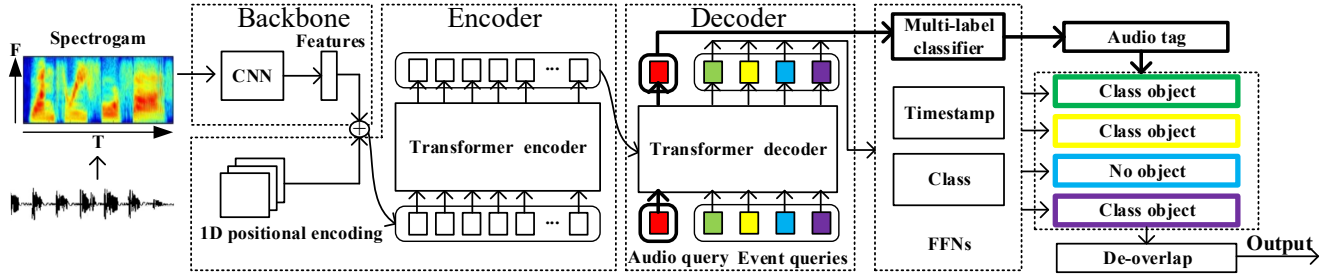 Backbone
Encoder
Decoder
Spectrogam
F
T
CNN
Features
1D positional encoding
...
Transformer encoder
...
Transformer decoder
Audio query
Event queries
Multi-label
classifier
Timestamp
Class
FFNs
Audio tag
Class object
Class object
No object
Class object
De-overlap
Output